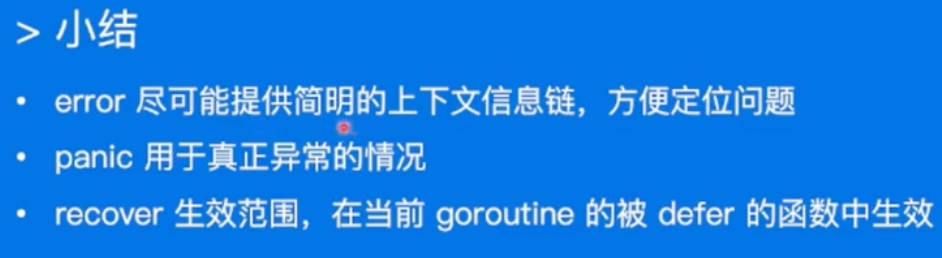 > 小结
• error 尽可能提供简明的上下文信息链，方便定位问题
• panic 用于真正异常的情况
• recover 生效范围，在当前 goroutine 的被 defer 的函数中生效